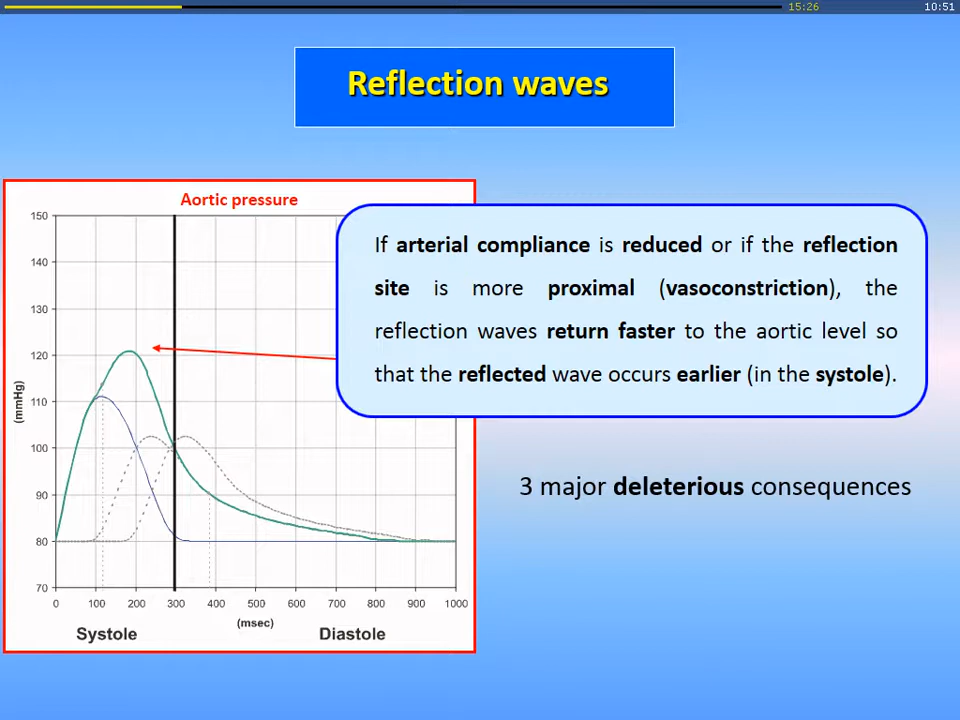 15:26
10:51
Reflection waves
Aortic pressure
If arterial compliance is reduced or if the reflection
site is more proximal (vasoconstriction), the
reflection waves return faster to the aortic level so
that the reflected wave occurs earlier (in the systole).
3 major deleterious consequences
150
140
130
120
110
100
90
80
70
(mmHg)
0 100 200 300 400 500 600 700 800 900 1000
(msec)
Systole
Diastole